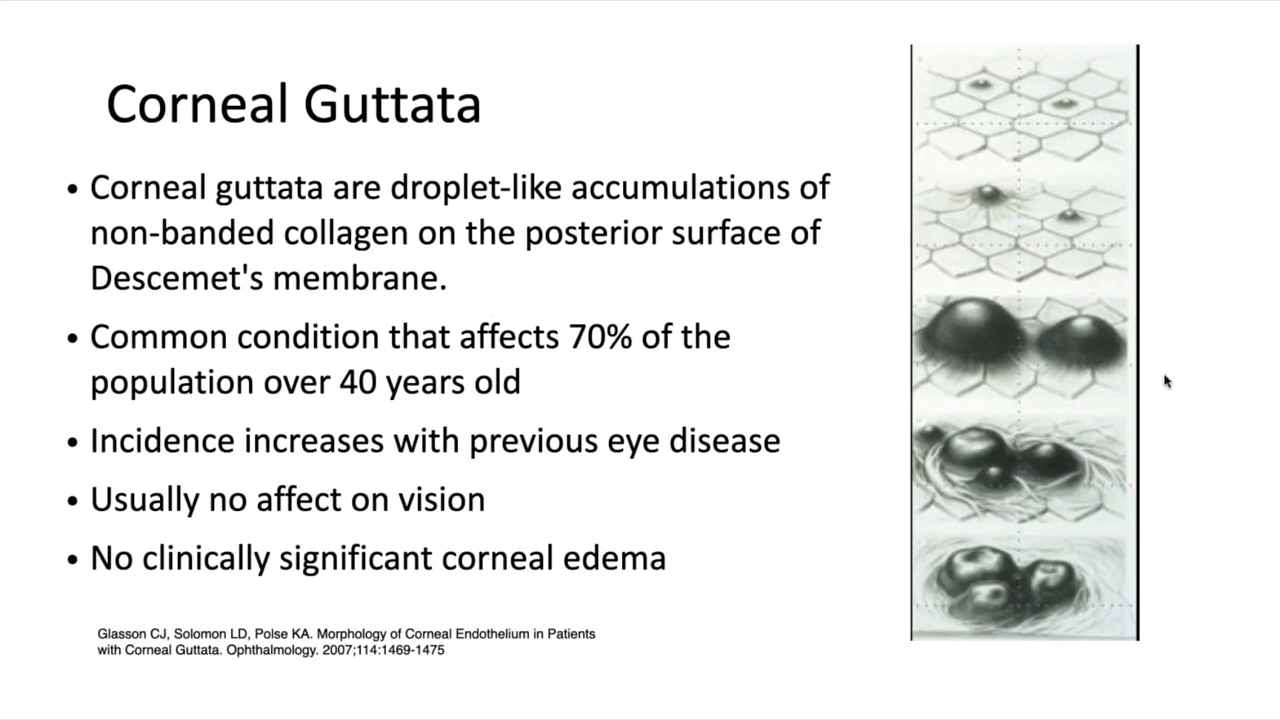 Corneal Guttata
• Corneal guttata are droplet-like accumulations of
non-banded collagen on the posterior surface of
Descemet's membrane.
• Common condition that affects 70% of the
population over 40 years old
• Incidence increases with previous eye disease
• Usually no affect on vision
• No clinically significant corneal edema
Glasson CJ, Solomon LD, Polse KA. Morphology of Corneal Endothelium in Patients
with Corneal Guttata. Ophthalmology. 2007;114:1469-1475